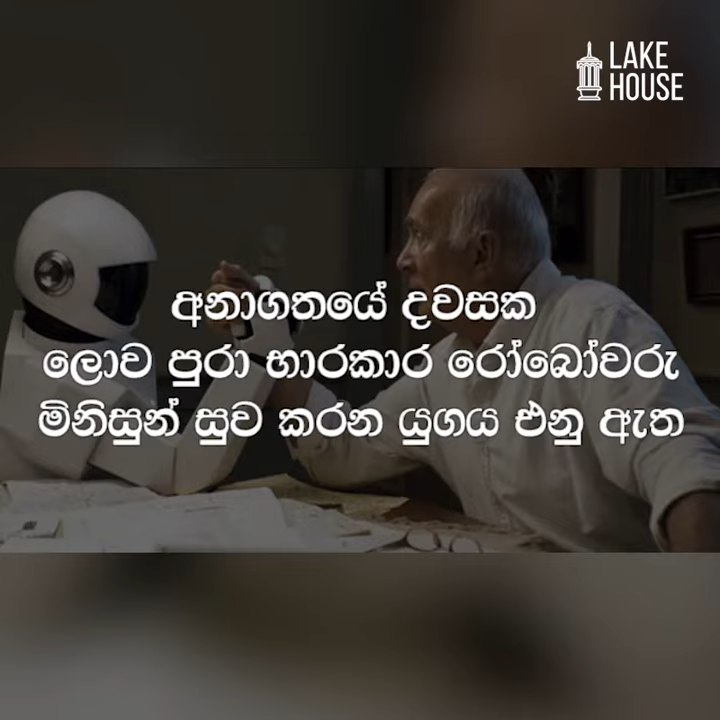 LAKE
HOUSE
අනාගතයේ දවසක
ලොව පුරා භාරකාර රෝබෝවරු
මිනිසුන් සුව කරන යුගය එනු ඇත